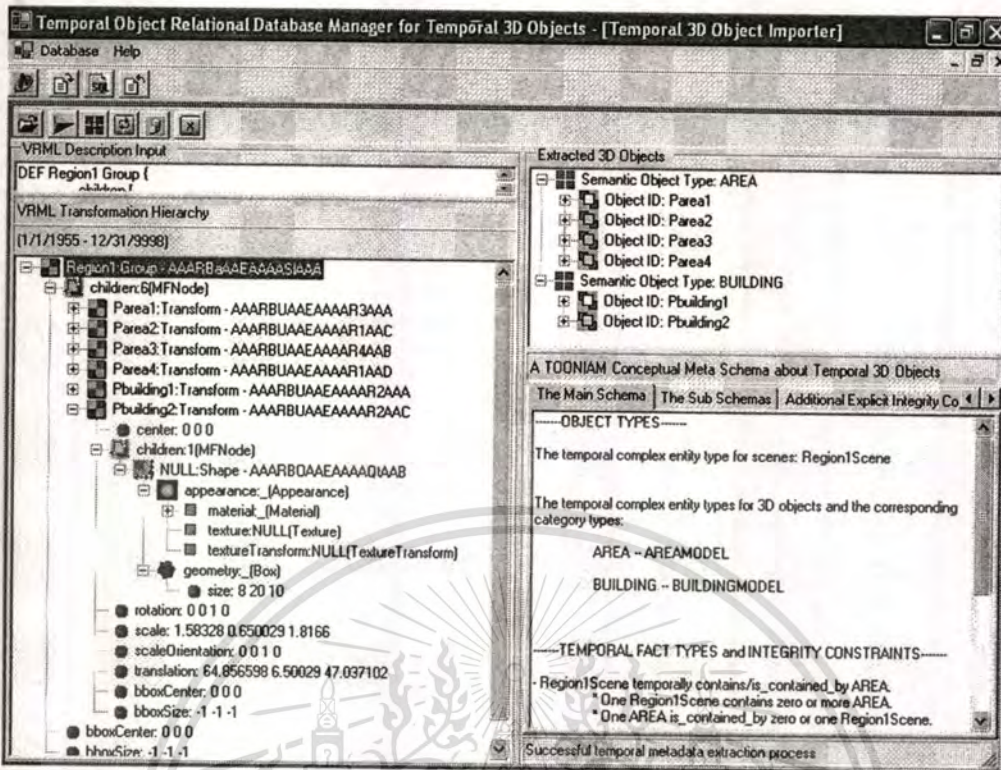 Temporal Object Relational Database Manager for Temporal 3D Objects - [Temporal 3D Object Importer]
Database Help
SQL
VRML Description Input
DEF Region1 Group {
children [
VRML Transformation Hierarchy
(1/1/1955 - 12/31/9998)
Region1:Group - AAARBaAAEAAAASIAAA
children:6(MFNode)
Parea1:Transform - AAARBUAAEAAAAR3AAA
Parea2:Transform - AAARBUAAEAAAAR1AAC
Parea3:Transform - AAARBUAAEAAAAR4AAB
Parea4:Transform - AAARBUAAEAAAAR1AAD
Pbuilding1:Transform - AAARBUAAEAAAAR2AAA
Pbuilding2:Transform - AAARBUAAEAAAAR2AAC
center: 0 0 0
children:1(MFNode)
NULL:Shape - AAARBOAAEAAAAQIAAB
appearance:_(Appearance)
material:_(Material)
texture:NULL(Texture)
textureTransform:NULL(TextureTransform)
geometry:_(Box)
size: 8 20 10
rotation: 0 0 1 0
scale: 1.58328 0.650029 1.8166
scaleOrientation: 0 0 1 0
translation: 64.856598 6.50029 47.037102
bboxCenter: 0 0 0
bboxSize: -1 -1 -1
bboxCenter: 0 0 0
bboxSize: -1 -1 -1
Extracted 3D Objects
Semantic Object Type: AREA
Object ID: Parea1
Object ID: Parea2
Object ID: Parea3
Object ID: Parea4
Semantic Object Type: BUILDING
Object ID: Pbuilding1
Object ID: Pbuilding2
A TOONIAM Conceptual Meta Schema about Temporal 3D Objects
The Main Schema The Sub Schemas Additional Explicit Integrity Co
------OBJECT TYPES------
The temporal complex entity type for scenes: Region1Scene
The temporal complex entity types for 3D objects and the corresponding
category types:
AREA -- AREAMODEL
BUILDING -- BUILDINGMODEL
------TEMPORAL FACT TYPES and INTEGRITY CONSTRAINTS------
- Region1Scene temporally contains/is_contained_by AREA.
* One Region1Scene contains zero or more AREA.
* One AREA is_contained_by zero or one Region1Scene.
Successful temporal metadata extraction process